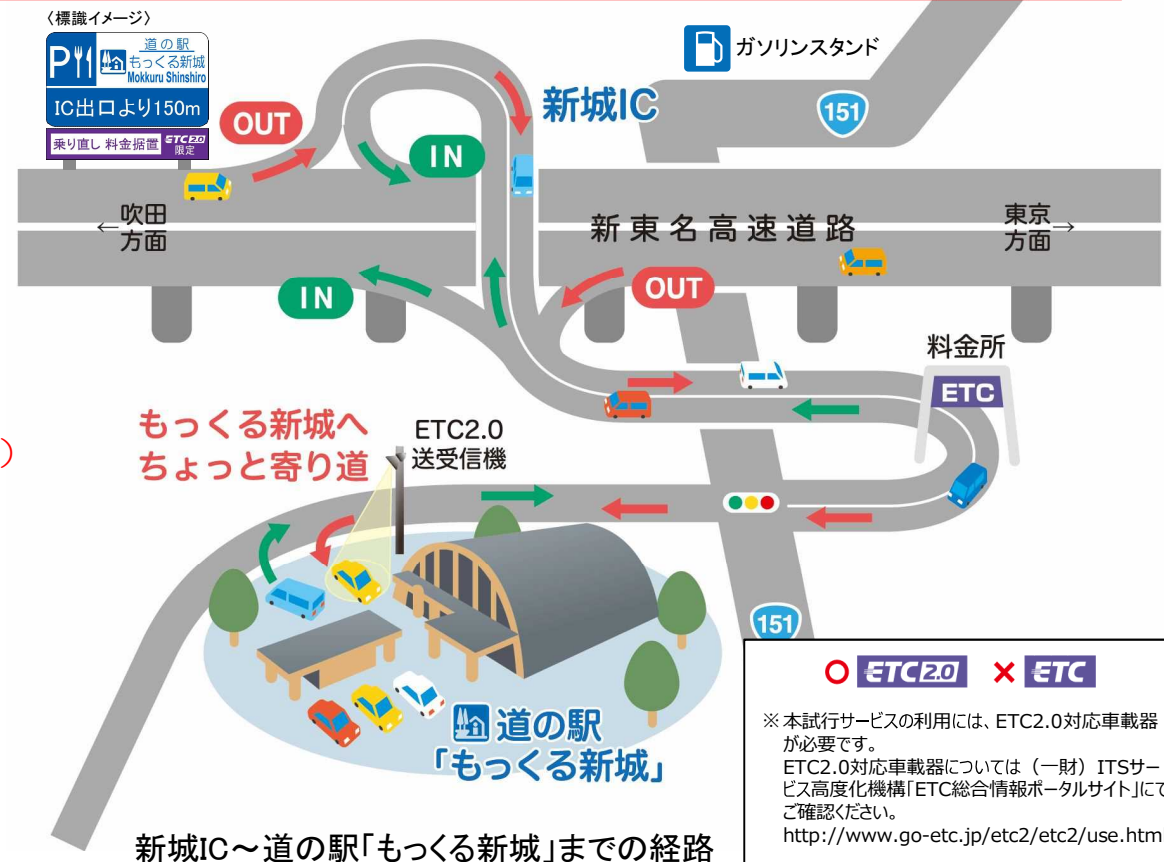 〈標識イメージ〉
P
道の駅
もっくる新城
Mokkuru Shinshiro
IC出口より150m
乗り直し 料金据置 ETC2.0
限定
ガソリンスタンド
新城IC
151
OUT
IN
←吹田
方面
新東名高速道路
東京→
方面
IN
OUT
料金所
ETC
もっくる新城へ
ちょっと寄り道
ETC2.0
送受信機
)
151
道の駅
「もっくる新城」
新城IC～道の駅「もっくる新城」までの経路
○ ETC2.0 × ETC
※本試行サービスの利用には、ETC2.0対応車載器
が必要です。
ETC2.0対応車載器については（一財）ITSサー
ビス高度化機構「ETC総合情報ポータルサイト」にて
ご確認ください。
http://www.go-etc.jp/etc2/etc2/use.htm